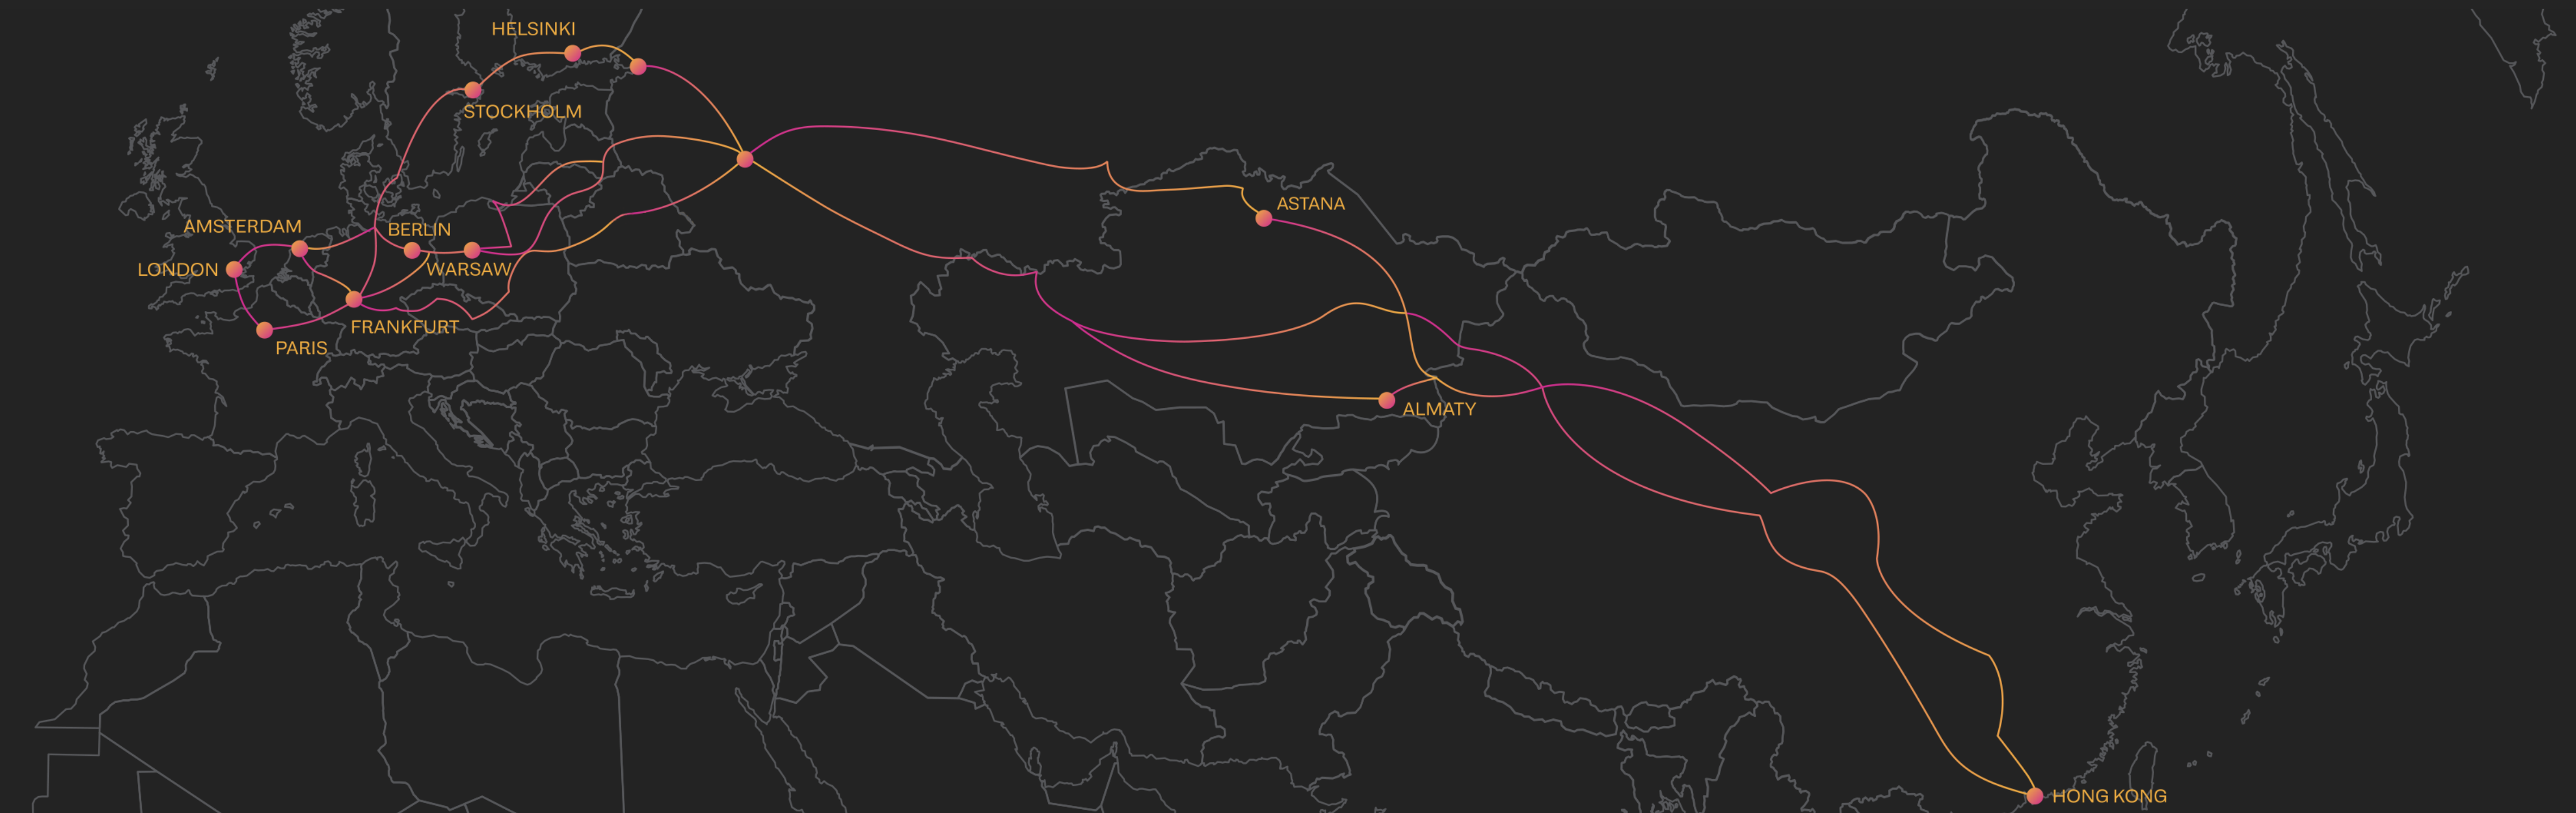 HELSINKI
STOCKHOLM
ASTANA
AMSTERDAM
BERLIN
LONDON
WARSAW
FRANKFURT
PARIS
ALMATY
HONG KONG